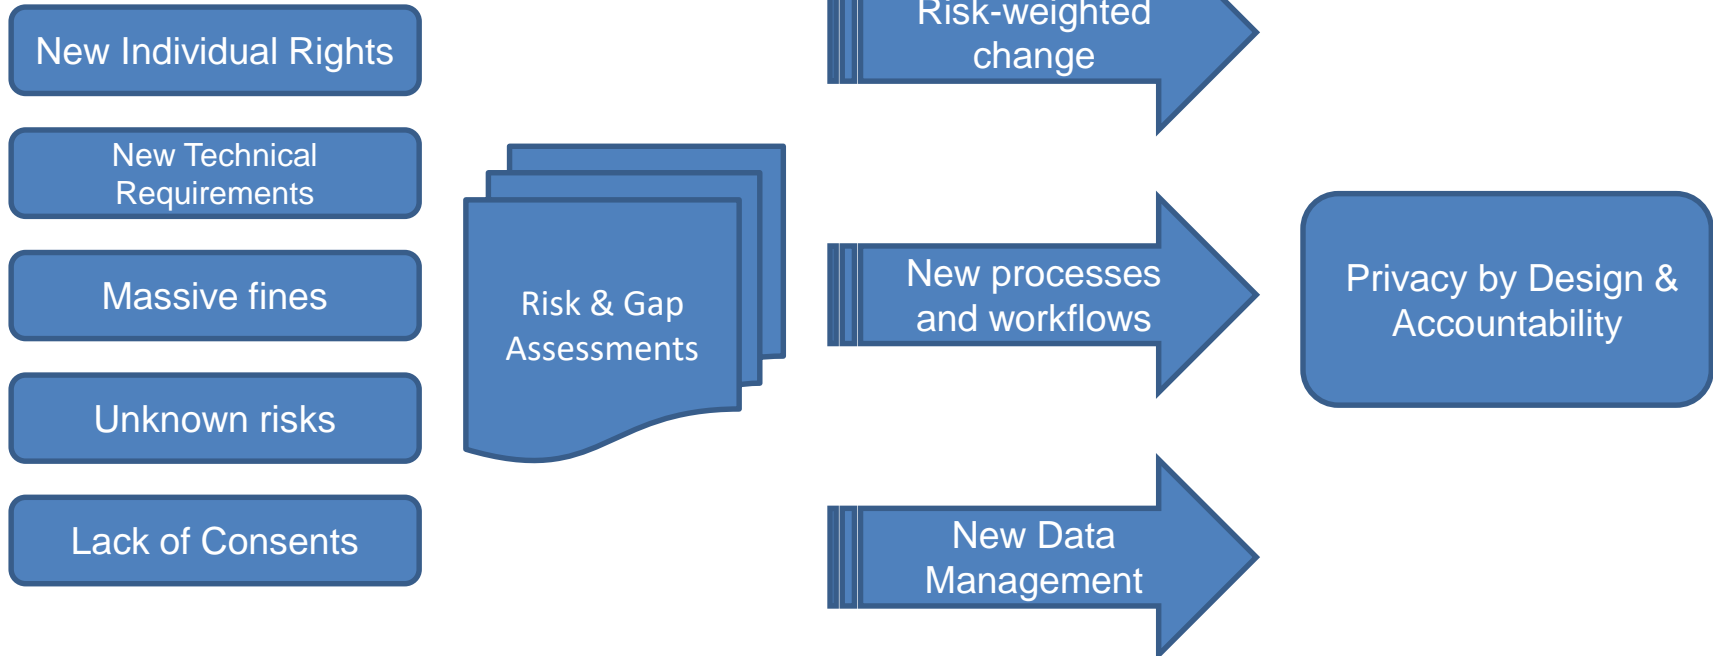 New Individual Rights
New Technical
Requirements
Massive fines
Unknown risks
Lack of Consents
Risk & Gap
Assessments
Risk-weighted
change
New processes
and workflows
New Data
Management
Privacy by Design &
Accountability